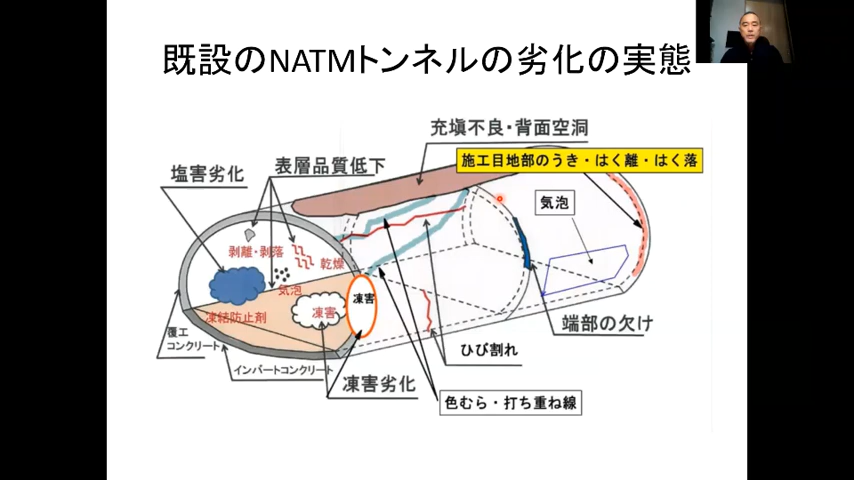 既設のNATMトンネルの劣化の実態
充塡不良・背面空洞
施工目地部のうき・はく離・はく落
表層品質低下
塩害劣化
気泡
剥離・剥落
乾燥
気泡
凍害
凍害
凍結防止剤
覆工
コンクリート
端部の欠け
ひび割れ
インバートコンクリート
凍害劣化
色むら・打ち重ね線